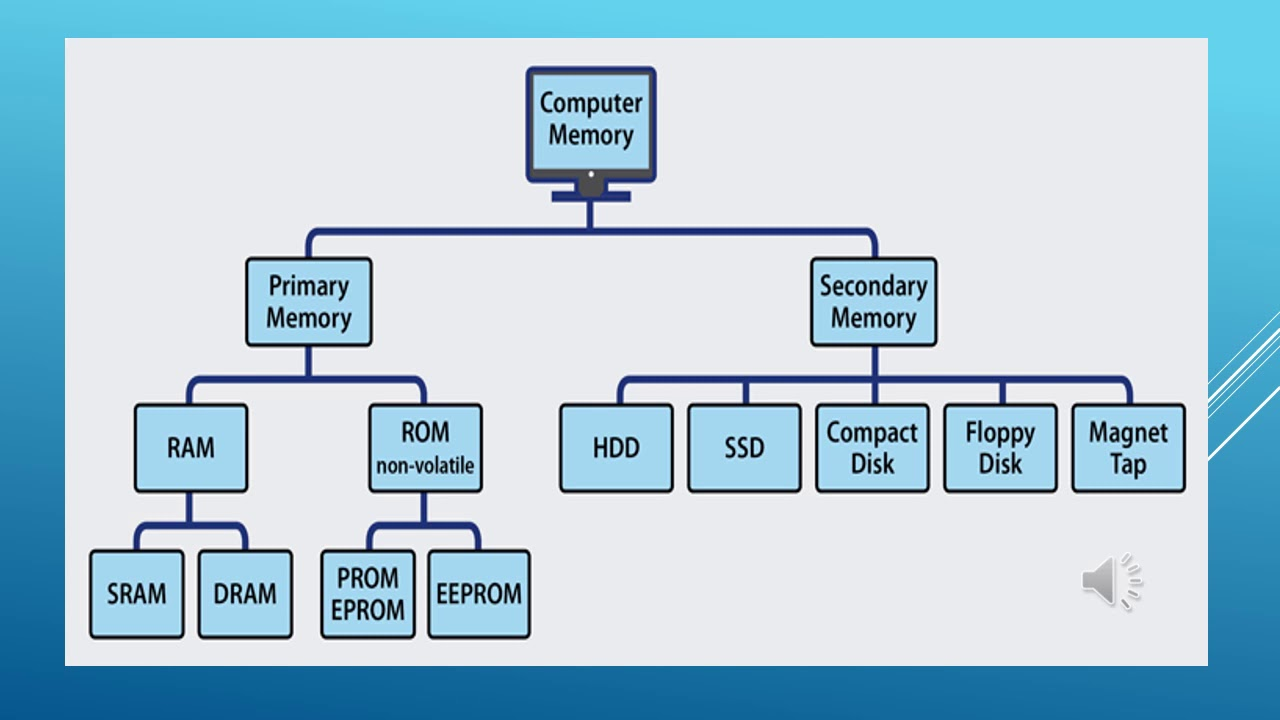 Computer
Memory
Primary
Memory
Secondary
Memory
RAM
ROM
non-volatile
HDD
SSD
Compact
Disk
Floppy
Disk
Magnet
Tap
SRAM
DRAM
PROM
EPROM
EEPROM